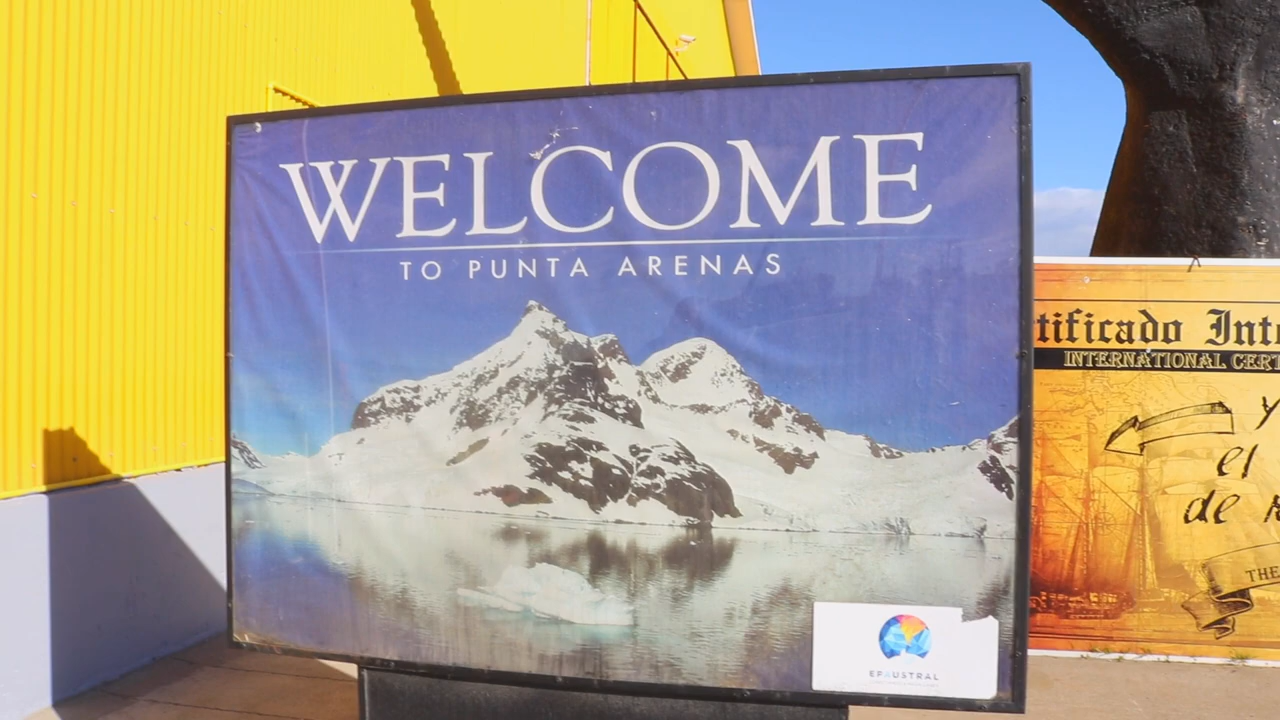 WELCOME
TO PUNTA ARENAS
EPAUSTRAL
tificado Int
INTERNATIONAL CERT
y
el
de
THE